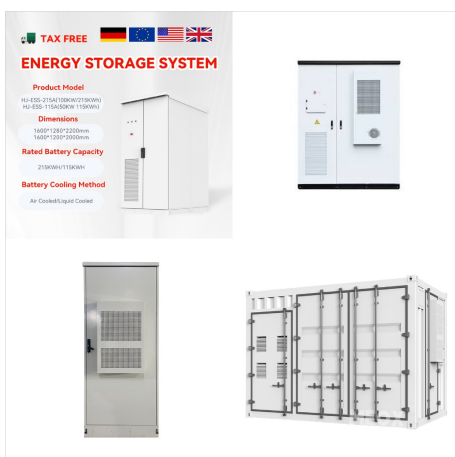 TAX FREE
ENERGY STORAGE SYSTEM
Product Model
HJ-ESS-215A(100KW/215KWh)
HJ-ESS-115A(50KW 115KWh)
Dimensions
1600*1280*2200mm
1600*1200*2000mm
Rated Battery Capacity
215KWH/115KWH
Battery Cooling Method
Air Cooled/Liquid Cooled